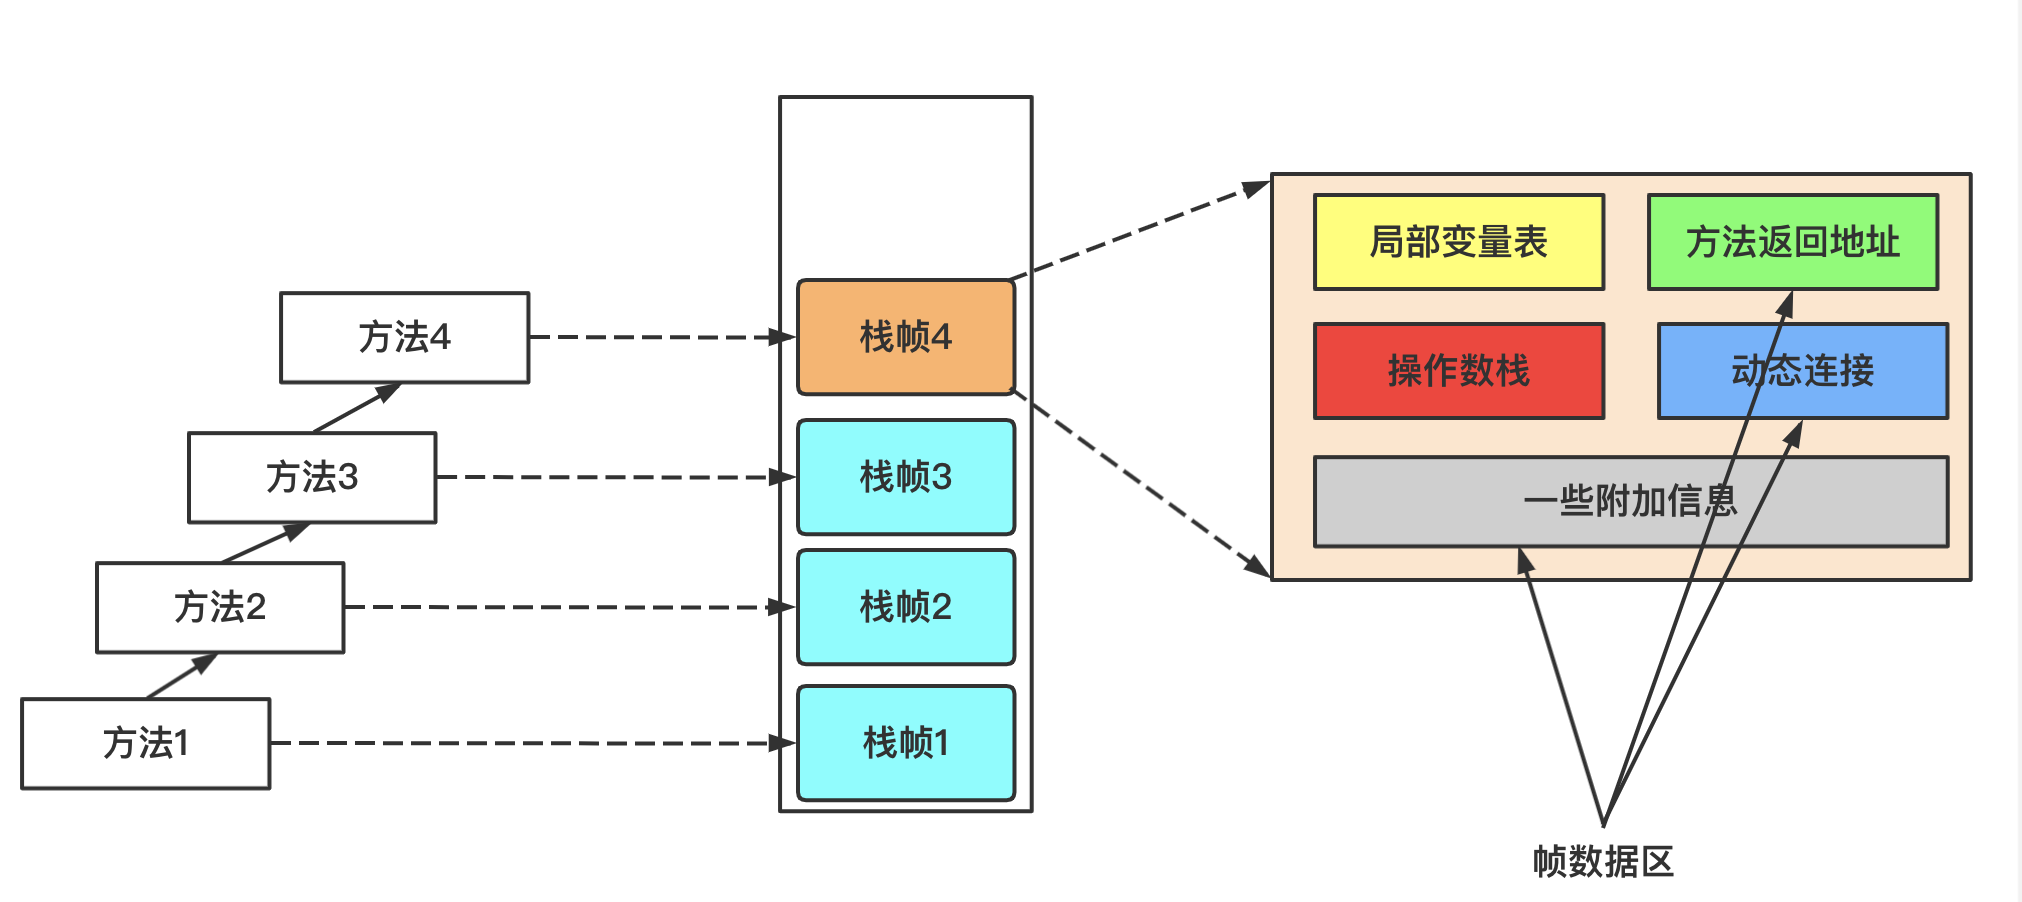 方法4
方法3
方法2
方法1
栈帧4
栈帧3
栈帧2
栈帧1
局部变量表
方法返回地址
操作数栈
动态连接
一些附加信息
帧数据区